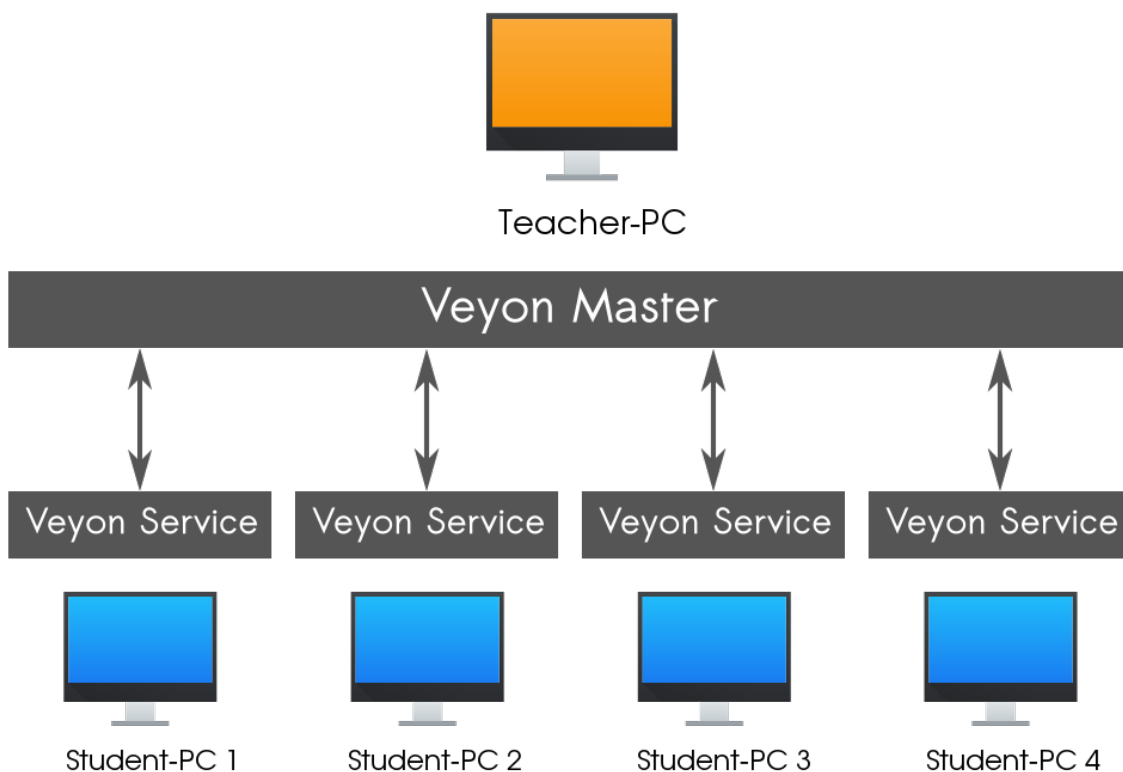 Teacher-PC
Veyon Master
Veyon Service
Veyon Service
Veyon Service
Veyon Service
Student-PC 1
Student-PC 2
Student-PC 3
Student-PC 4